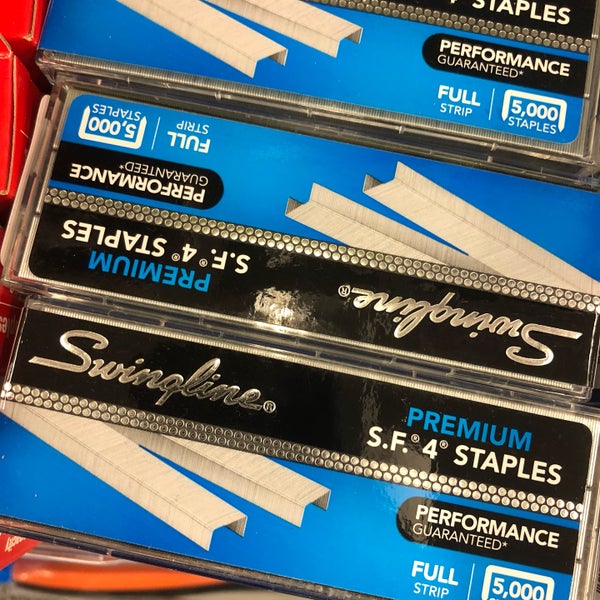 4® STAPLES
PERFORMANCE
GUARANTEED*
FULL
STRIP
5,000
STAPLES
Swingline®
PREMIUM
S.F.® 4® STAPLES
PERFORMANCE
GUARANTEED*
FULL
STRIP
5,000
STAPLES
Swingline®
PREMIUM
S.F.® 4® STAPLES
PERFORMANCE
GUARANTEED*
FULL
STRIP
5,000